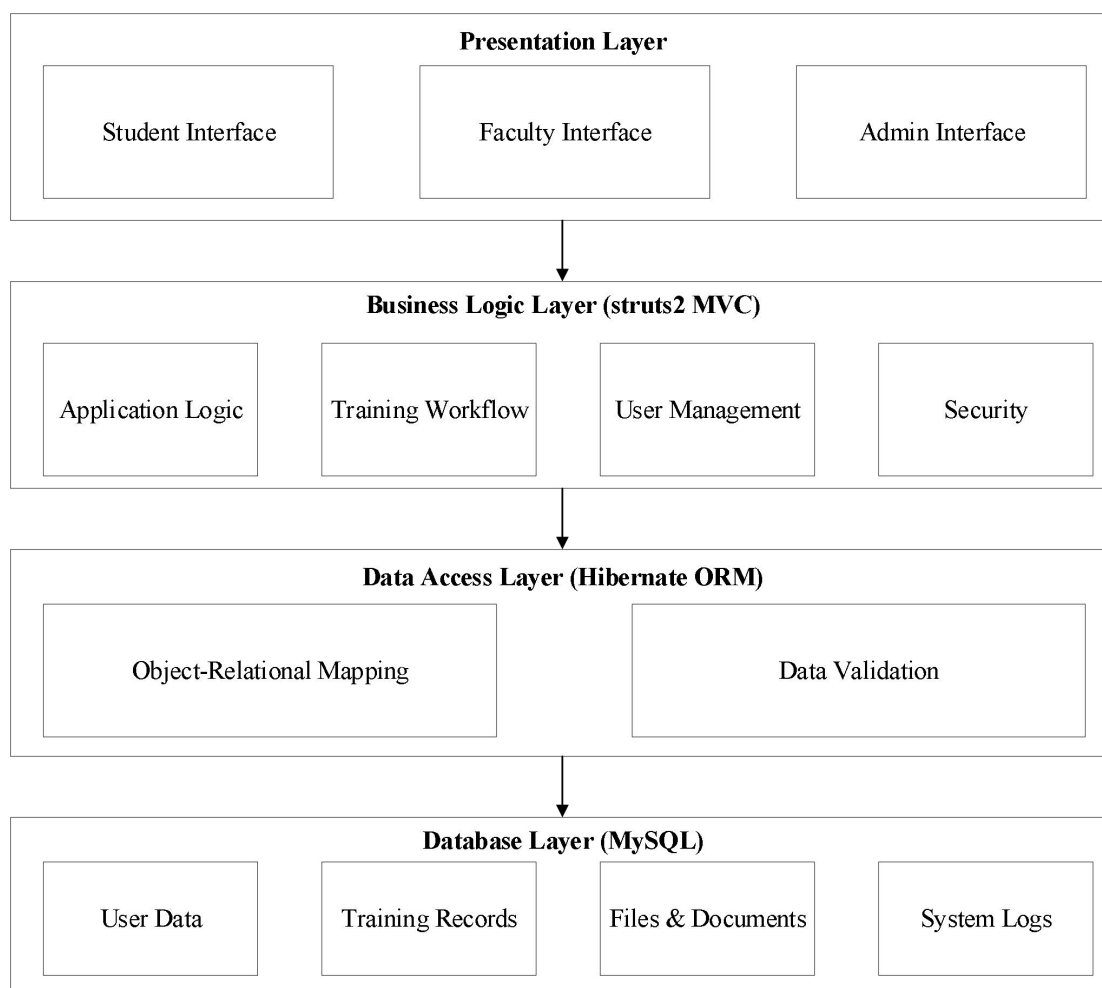 Presentation Layer
Student Interface
Faculty Interface
Admin Interface
Business Logic Layer (struts2 MVC)
Application Logic
Training Workflow
User Management
Security
Data Access Layer (Hibernate ORM)
Object-Relational Mapping
Data Validation
Database Layer (MySQL)
User Data
Training Records
Files & Documents
System Logs